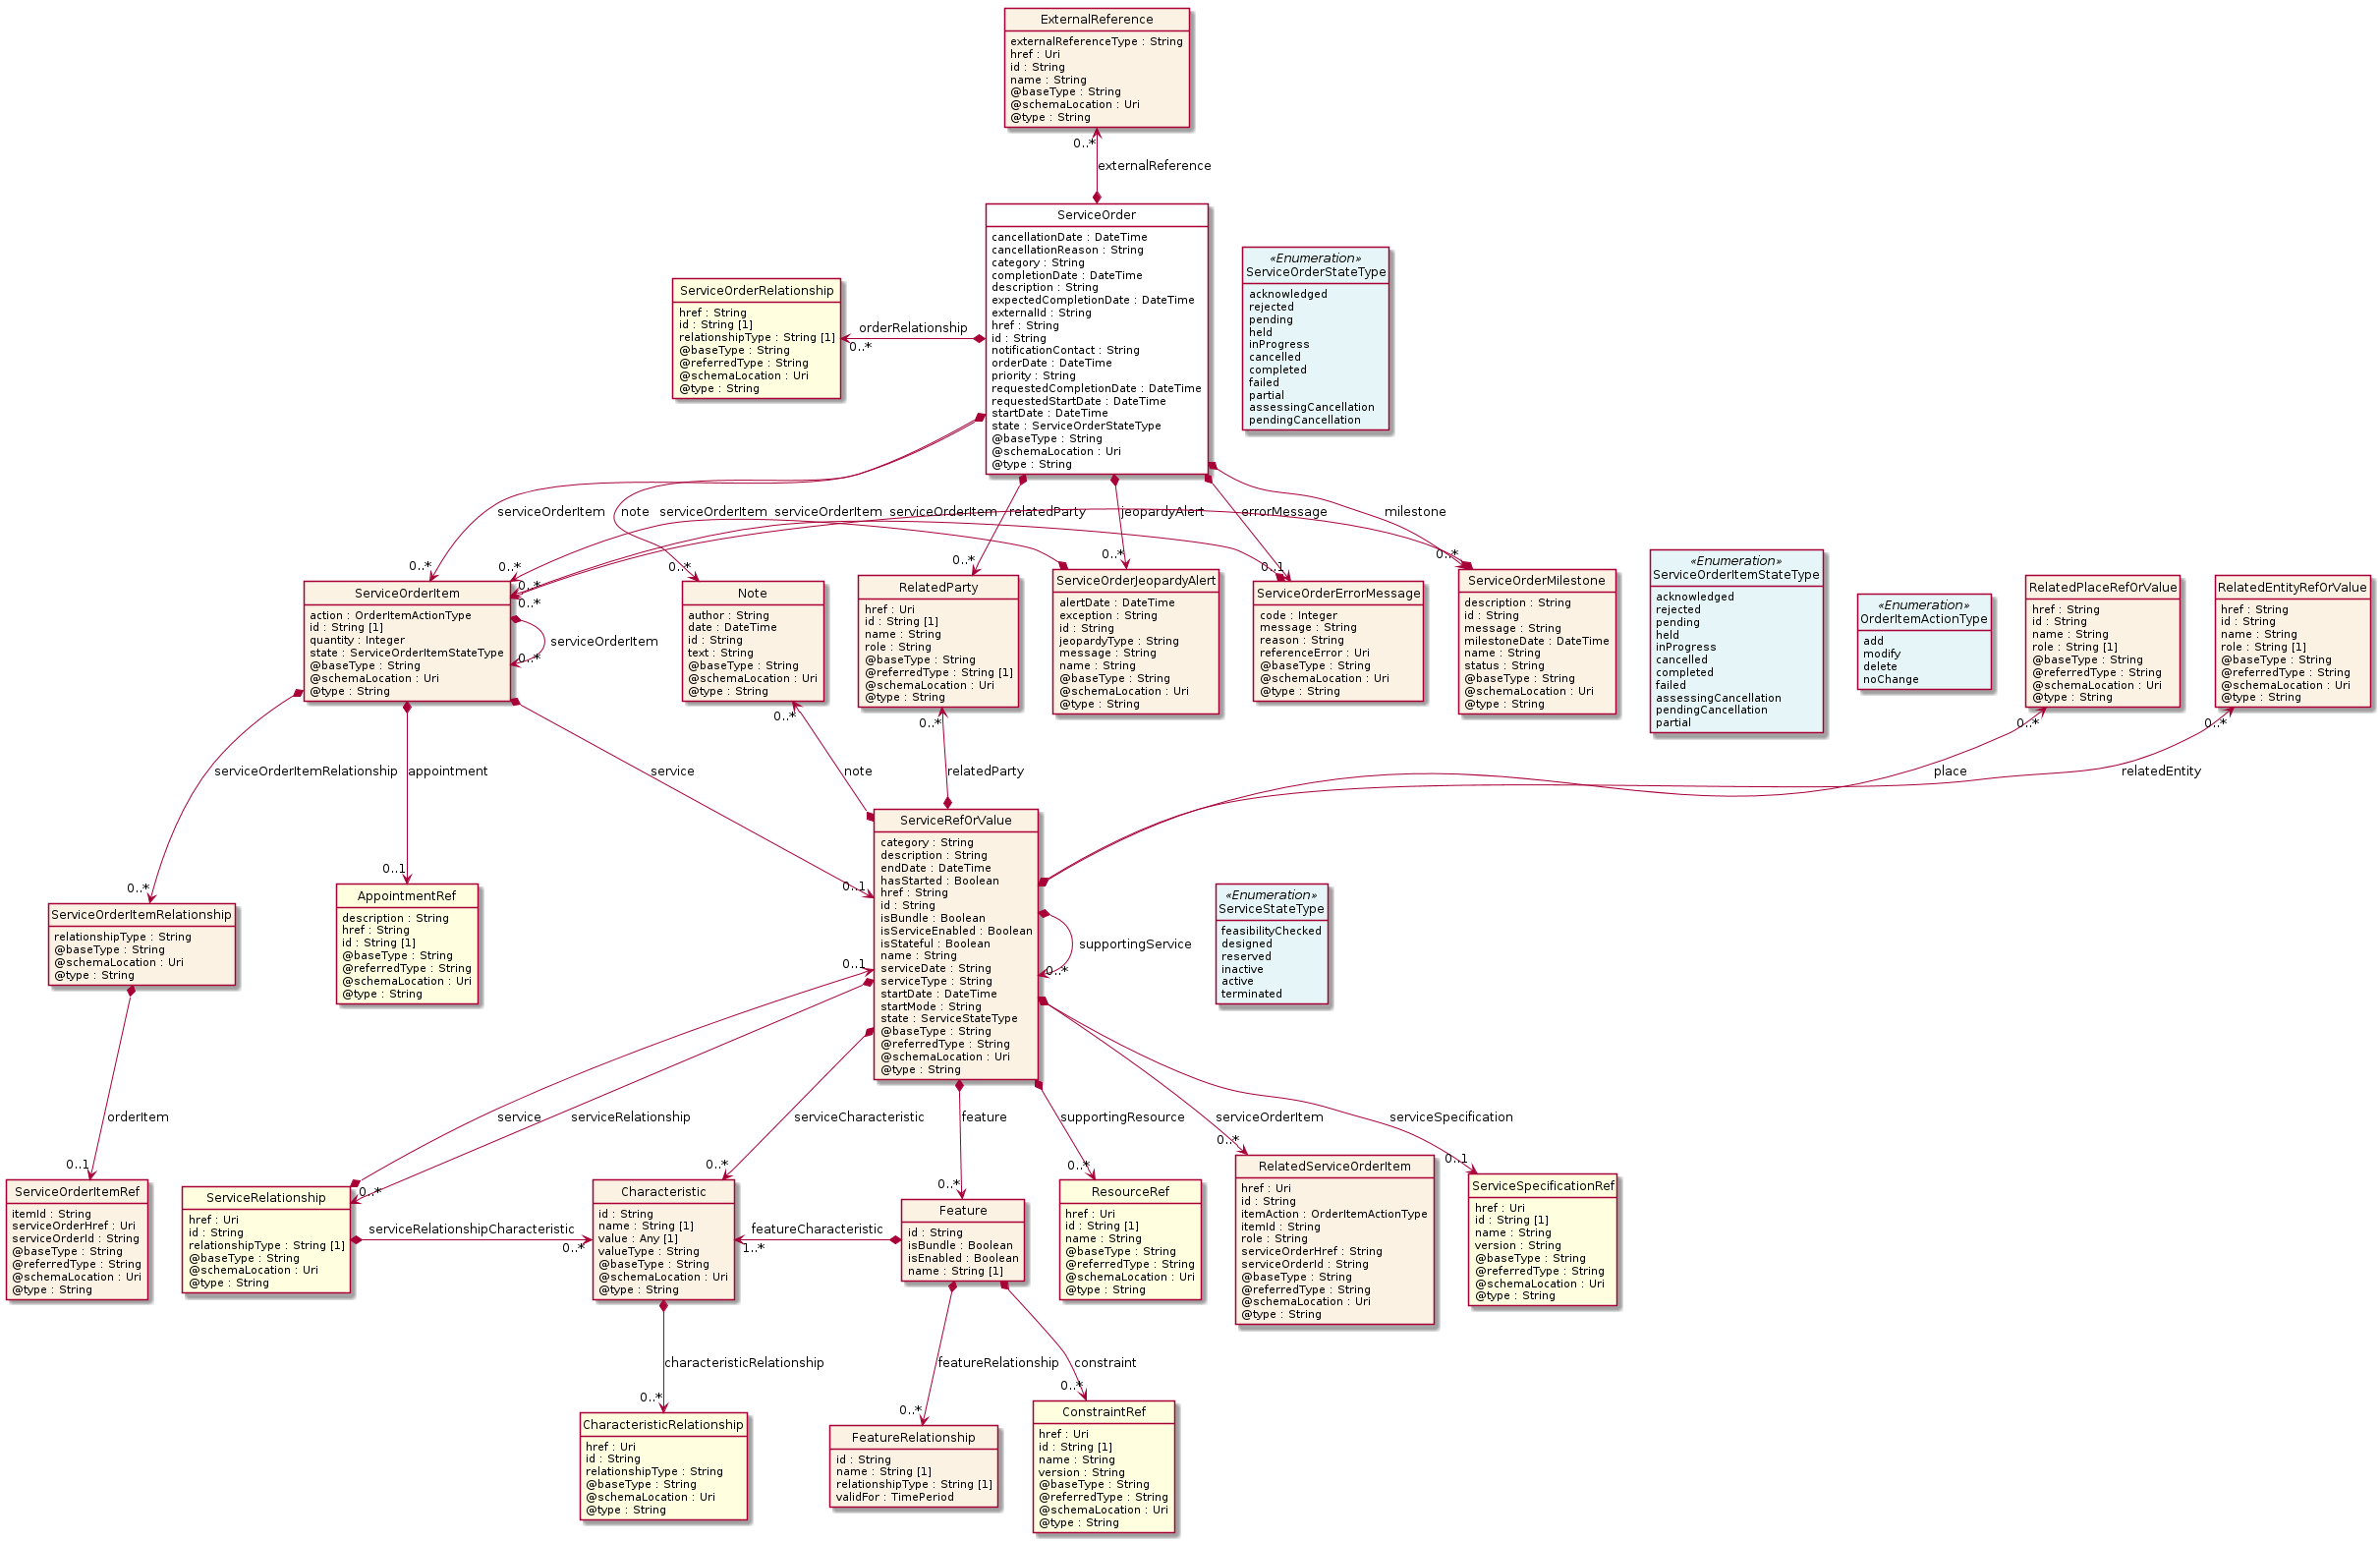 ExternalReference
externalReferenceType : String
href : Uri
id : String
name : String
@baseType : String
@schemaLocation : Uri
@type : String
0..*
externalReference
ServiceOrder
cancellationDate : DateTime
cancellationReason : String
category : String
completionDate : DateTime
description : String
expectedCompletionDate : DateTime
externalId : String
href : String
id : String
notificationContact : String
orderDate : DateTime
priority : String
requestedCompletionDate : DateTime
requestedStartDate : DateTime
startDate : DateTime
state : ServiceOrderStateType
@baseType : String
@schemaLocation : Uri
@type : String
«Enumeration»
ServiceOrderStateType
acknowledged
rejected
pending
held
inProgress
cancelled
completed
failed
partial
assessingCancellation
pendingCancellation
ServiceOrderRelationship
href : String
id : String [1]
relationshipType : String [1]
@baseType : String
@referredType : String
@schemaLocation : Uri
@type : String
orderRelationship
0..*
serviceOrderItem
note
serviceOrderItem
serviceOrderItem
serviceOrderItem
relatedParty
jeopardyAlert
errorMessage
milestone
0..*
0..*
0..*
0..*
0..*
0..*
0..*
0..1
0..*
ServiceOrderItem
action : OrderItemActionType
id : String [1]
quantity : Integer
state : ServiceOrderItemStateType
@baseType : String
@schemaLocation : Uri
@type : String
serviceOrderItem
0..*
Note
author : String
date : DateTime
id : String
text : String
@baseType : String
@schemaLocation : Uri
@type : String
RelatedParty
href : Uri
id : String [1]
name : String
role : String
@baseType : String
@referredType : String [1]
@schemaLocation : Uri
@type : String
ServiceOrderJeopardyAlert
alertDate : DateTime
exception : String
id : String
jeopardyType : String
message : String
name : String
@baseType : String
@schemaLocation : Uri
@type : String
ServiceOrderErrorMessage
code : Integer
message : String
reason : String
referenceError : Uri
@baseType : String
@schemaLocation : Uri
@type : String
ServiceOrderMilestone
description : String
id : String
message : String
milestoneDate : DateTime
name : String
status : String
@baseType : String
@schemaLocation : Uri
@type : String
«Enumeration»
ServiceOrderItemStateType
acknowledged
rejected
pending
held
inProgress
cancelled
completed
failed
assessingCancellation
pendingCancellation
partial
«Enumeration»
OrderItemActionType
add
modify
delete
noChange
RelatedPlaceRefOrValue
href : String
id : String
name : String
role : String [1]
@baseType : String
@referredType : String
@schemaLocation : Uri
@type : String
RelatedEntityRefOrValue
href : String
id : String
name : String
role : String [1]
@baseType : String
@referredType : String
@schemaLocation : Uri
@type : String
0..*
0..*
0..*
0..*
serviceOrderItemRelationship
appointment
service
note
relatedParty
place
relatedEntity
0..*
0..1
0..1
ServiceOrderItemRelationship
relationshipType : String
@baseType : String
@schemaLocation : Uri
@type : String
AppointmentRef
description : String
href : String
id : String [1]
@baseType : String
@referredType : String
@schemaLocation : Uri
@type : String
ServiceRefOrValue
category : String
description : String
endDate : DateTime
hasStarted : Boolean
href : String
id : String
isBundle : Boolean
isServiceEnabled : Boolean
isStateful : Boolean
name : String
serviceDate : String
serviceType : String
startDate : DateTime
startMode : String
state : ServiceStateType
@baseType : String
@referredType : String
@schemaLocation : Uri
@type : String
0..1
supportingService
0..*
«Enumeration»
ServiceStateType
feasibilityChecked
designed
reserved
inactive
active
terminated
orderItem
service
serviceRelationship
serviceCharacteristic
feature
supportingResource
serviceOrderItem
serviceSpecification
0..1
0..*
0..*
0..*
0..*
0..*
0..1
ServiceOrderItemRef
itemId : String
serviceOrderHref : Uri
serviceOrderId : String
@baseType : String
@referredType : String
@schemaLocation : Uri
@type : String
ServiceRelationship
href : Uri
id : String
relationshipType : String [1]
@baseType : String
@schemaLocation : Uri
@type : String
serviceRelationshipCharacteristic
0..*
Characteristic
id : String
name : String [1]
value : Any [1]
valueType : String
@baseType : String
@schemaLocation : Uri
@type : String
featureCharacteristic
1..*
Feature
id : String
isBundle : Boolean
isEnabled : Boolean
name : String [1]
ResourceRef
href : Uri
id : String [1]
name : String
@baseType : String
@referredType : String
@schemaLocation : Uri
@type : String
RelatedServiceOrderItem
href : Uri
id : String
itemAction : OrderItemActionType
itemId : String
role : String
serviceOrderHref : String
serviceOrderId : String
@baseType : String
@referredType : String
@schemaLocation : Uri
@type : String
ServiceSpecificationRef
href : Uri
id : String [1]
name : String
version : String
@baseType : String
@referredType : String
@schemaLocation : Uri
@type : String
characteristicRelationship
featureRelationship
constraint
0..*
0..*
0..*
CharacteristicRelationship
href : Uri
id : String
relationshipType : String
@baseType : String
@schemaLocation : Uri
@type : String
FeatureRelationship
id : String
name : String [1]
relationshipType : String [1]
validFor : TimePeriod
ConstraintRef
href : Uri
id : String [1]
name : String
version : String
@baseType : String
@referredType : String
@schemaLocation : Uri
@type : String